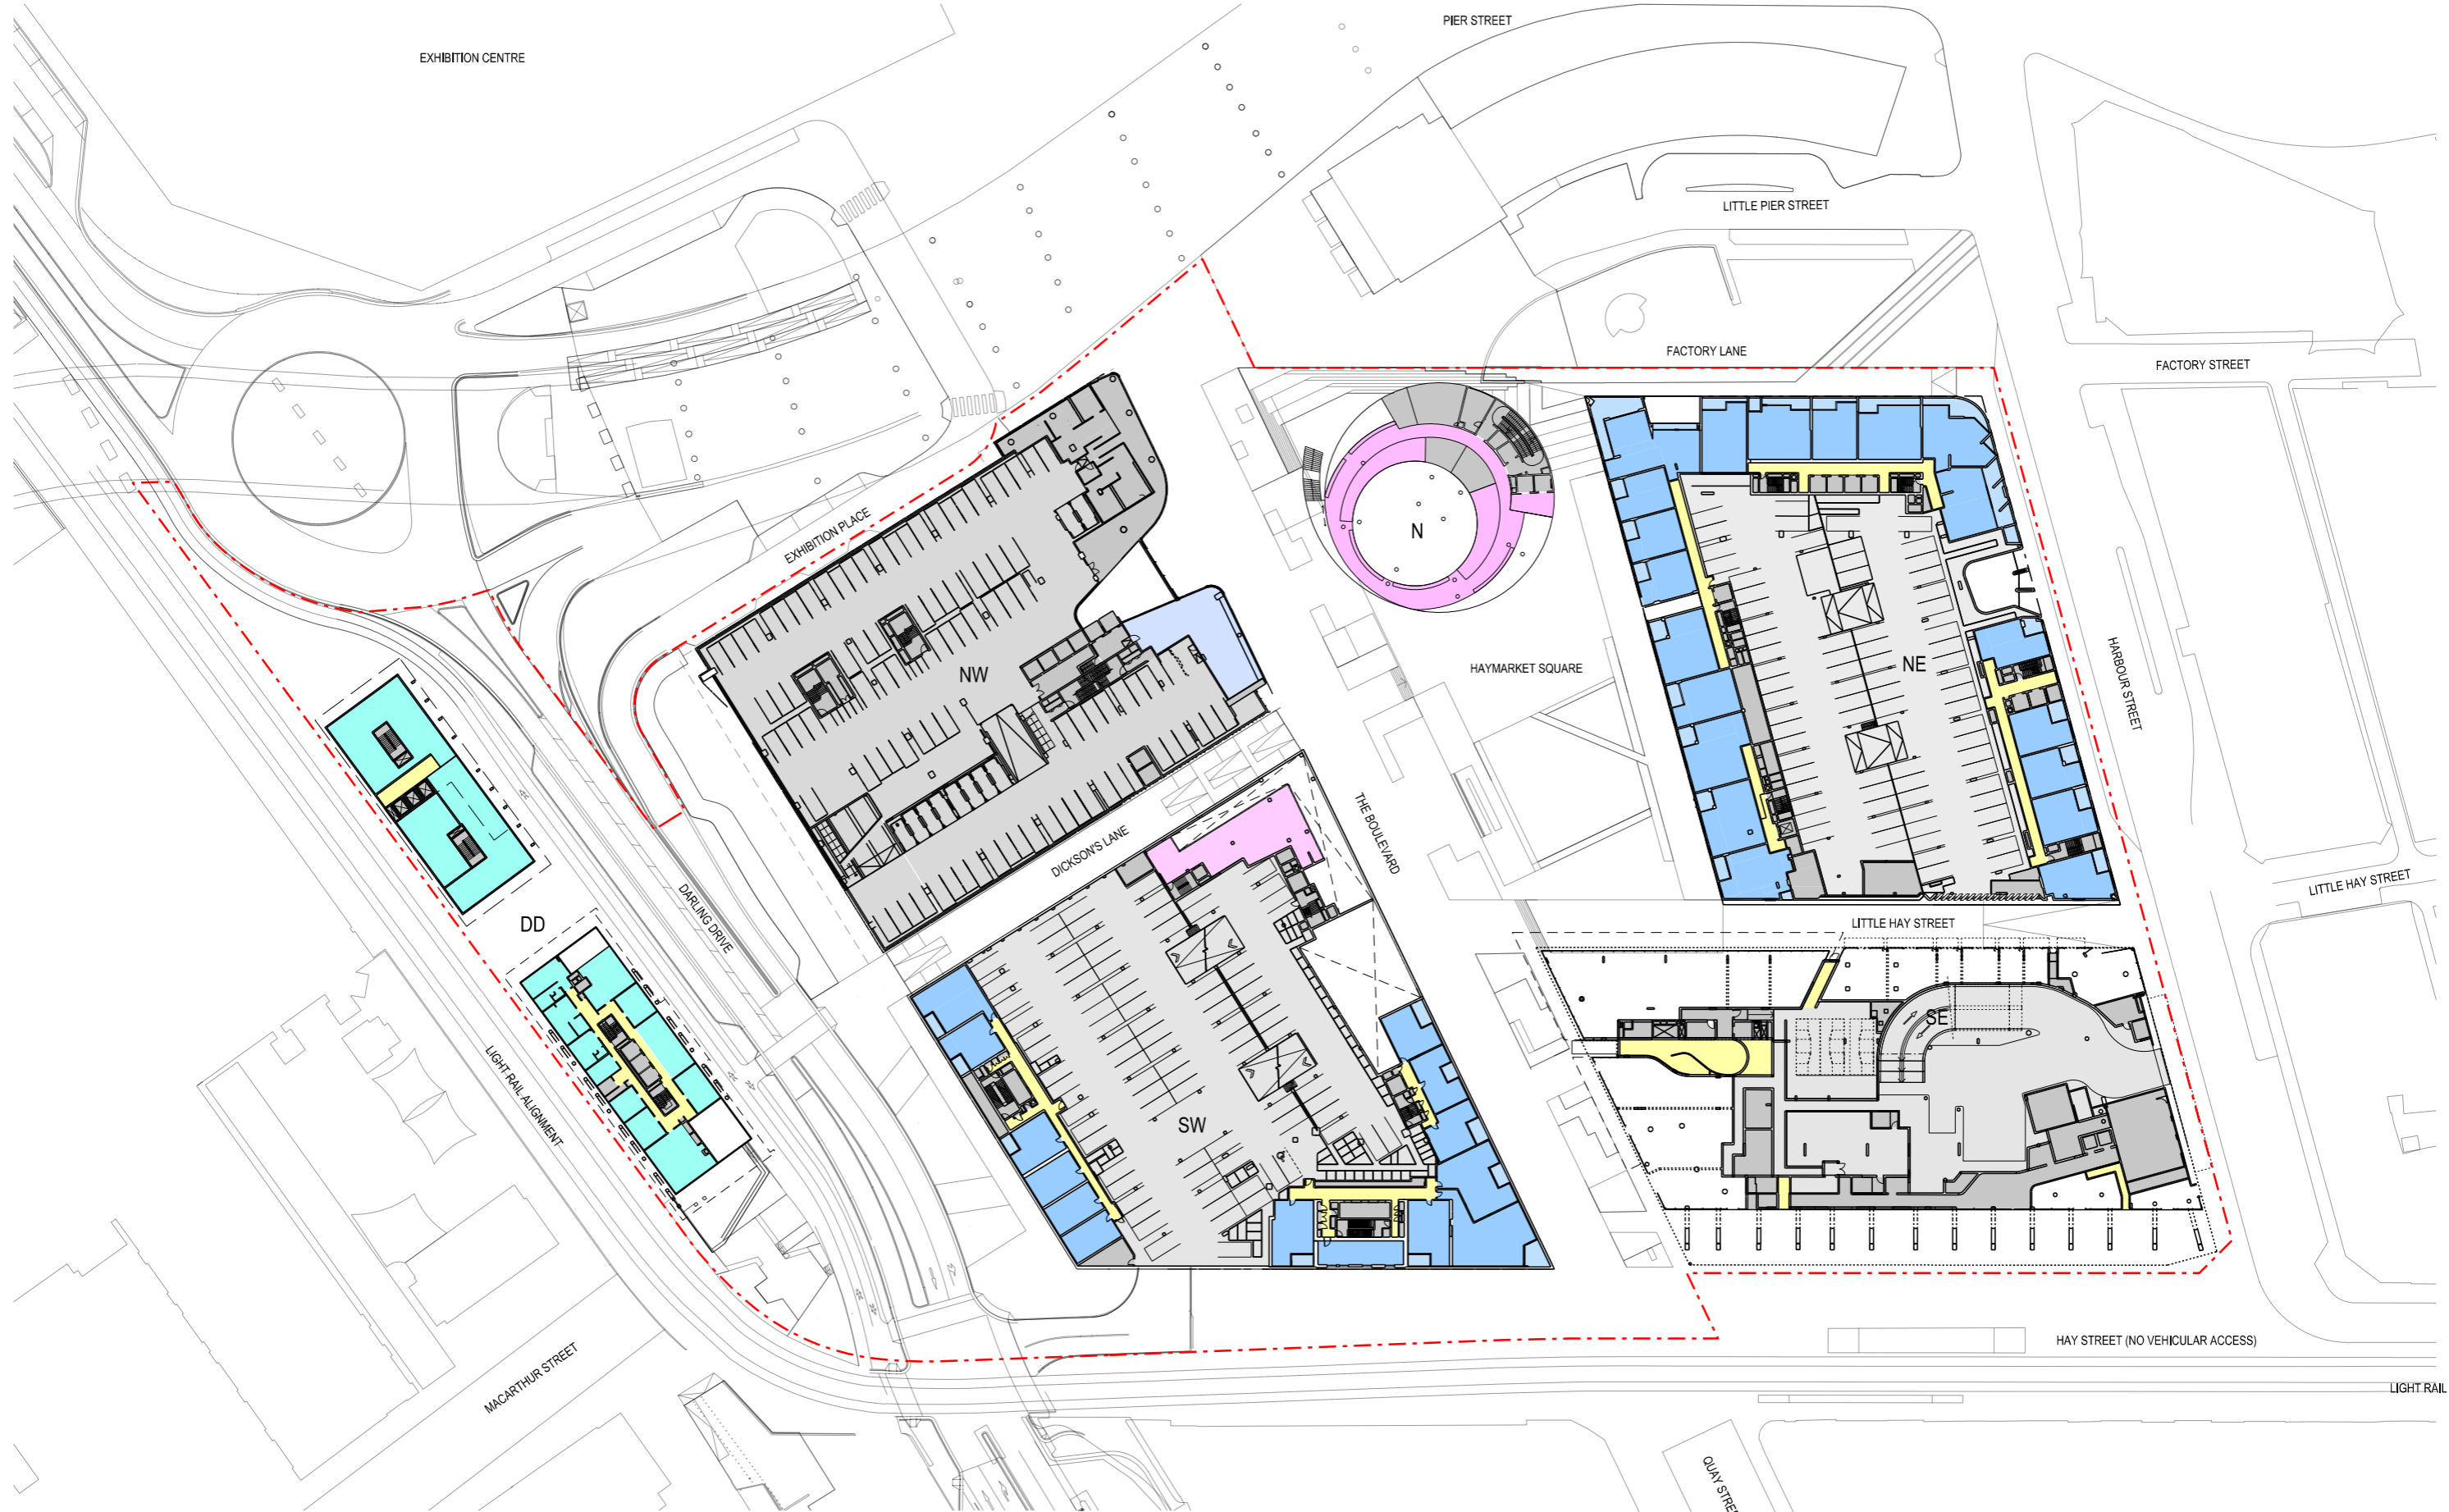 PIER STREET
EXHIBITION CENTRE
LITTLE PIER STREET
FACTORY LANE
FACTORY STREET
EXHIBITION PLACE
N
HAYMARKET SQUARE
NE
HARBOUR STREET
NW
THE BOULEVARD
DICKSON'S LANE
DARLING DRIVE
LITTLE HAY STREET
DD
LITTLE HAY STREET
SE
LIGHT RAIL ALIGNMENT
SW
HAY STREET (NO VEHICULAR ACCESS)
MACARTHUR STREET
LIGHT RAIL
QUAY STRE